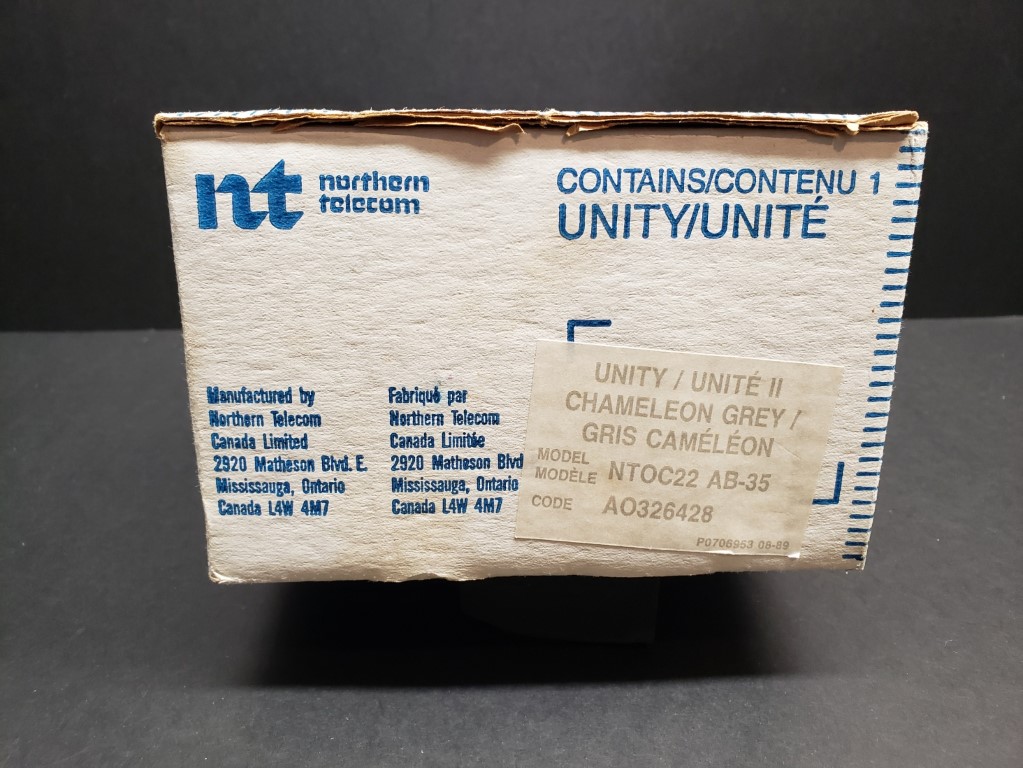 nt northern telecom
CONTAINS/CONTENU 1
UNITY/UNITÉ
Manufactured by
Northern Telecom
Canada Limited
2920 Matheson Blvd. E.
Mississauga, Ontario
Canada L4W 4M7
Fabriqué par
Northern Telecom
Canada Limitée
2920 Matheson Blvd
Mississauga, Ontario
Canada L4W 4M7
UNITY / UNITÉ II
CHAMELEON GREY /
GRIS CAMÉLÉON
MODEL
MODÈLE NTOC22 AB-35
CODE AO326428
P0706953 08-89